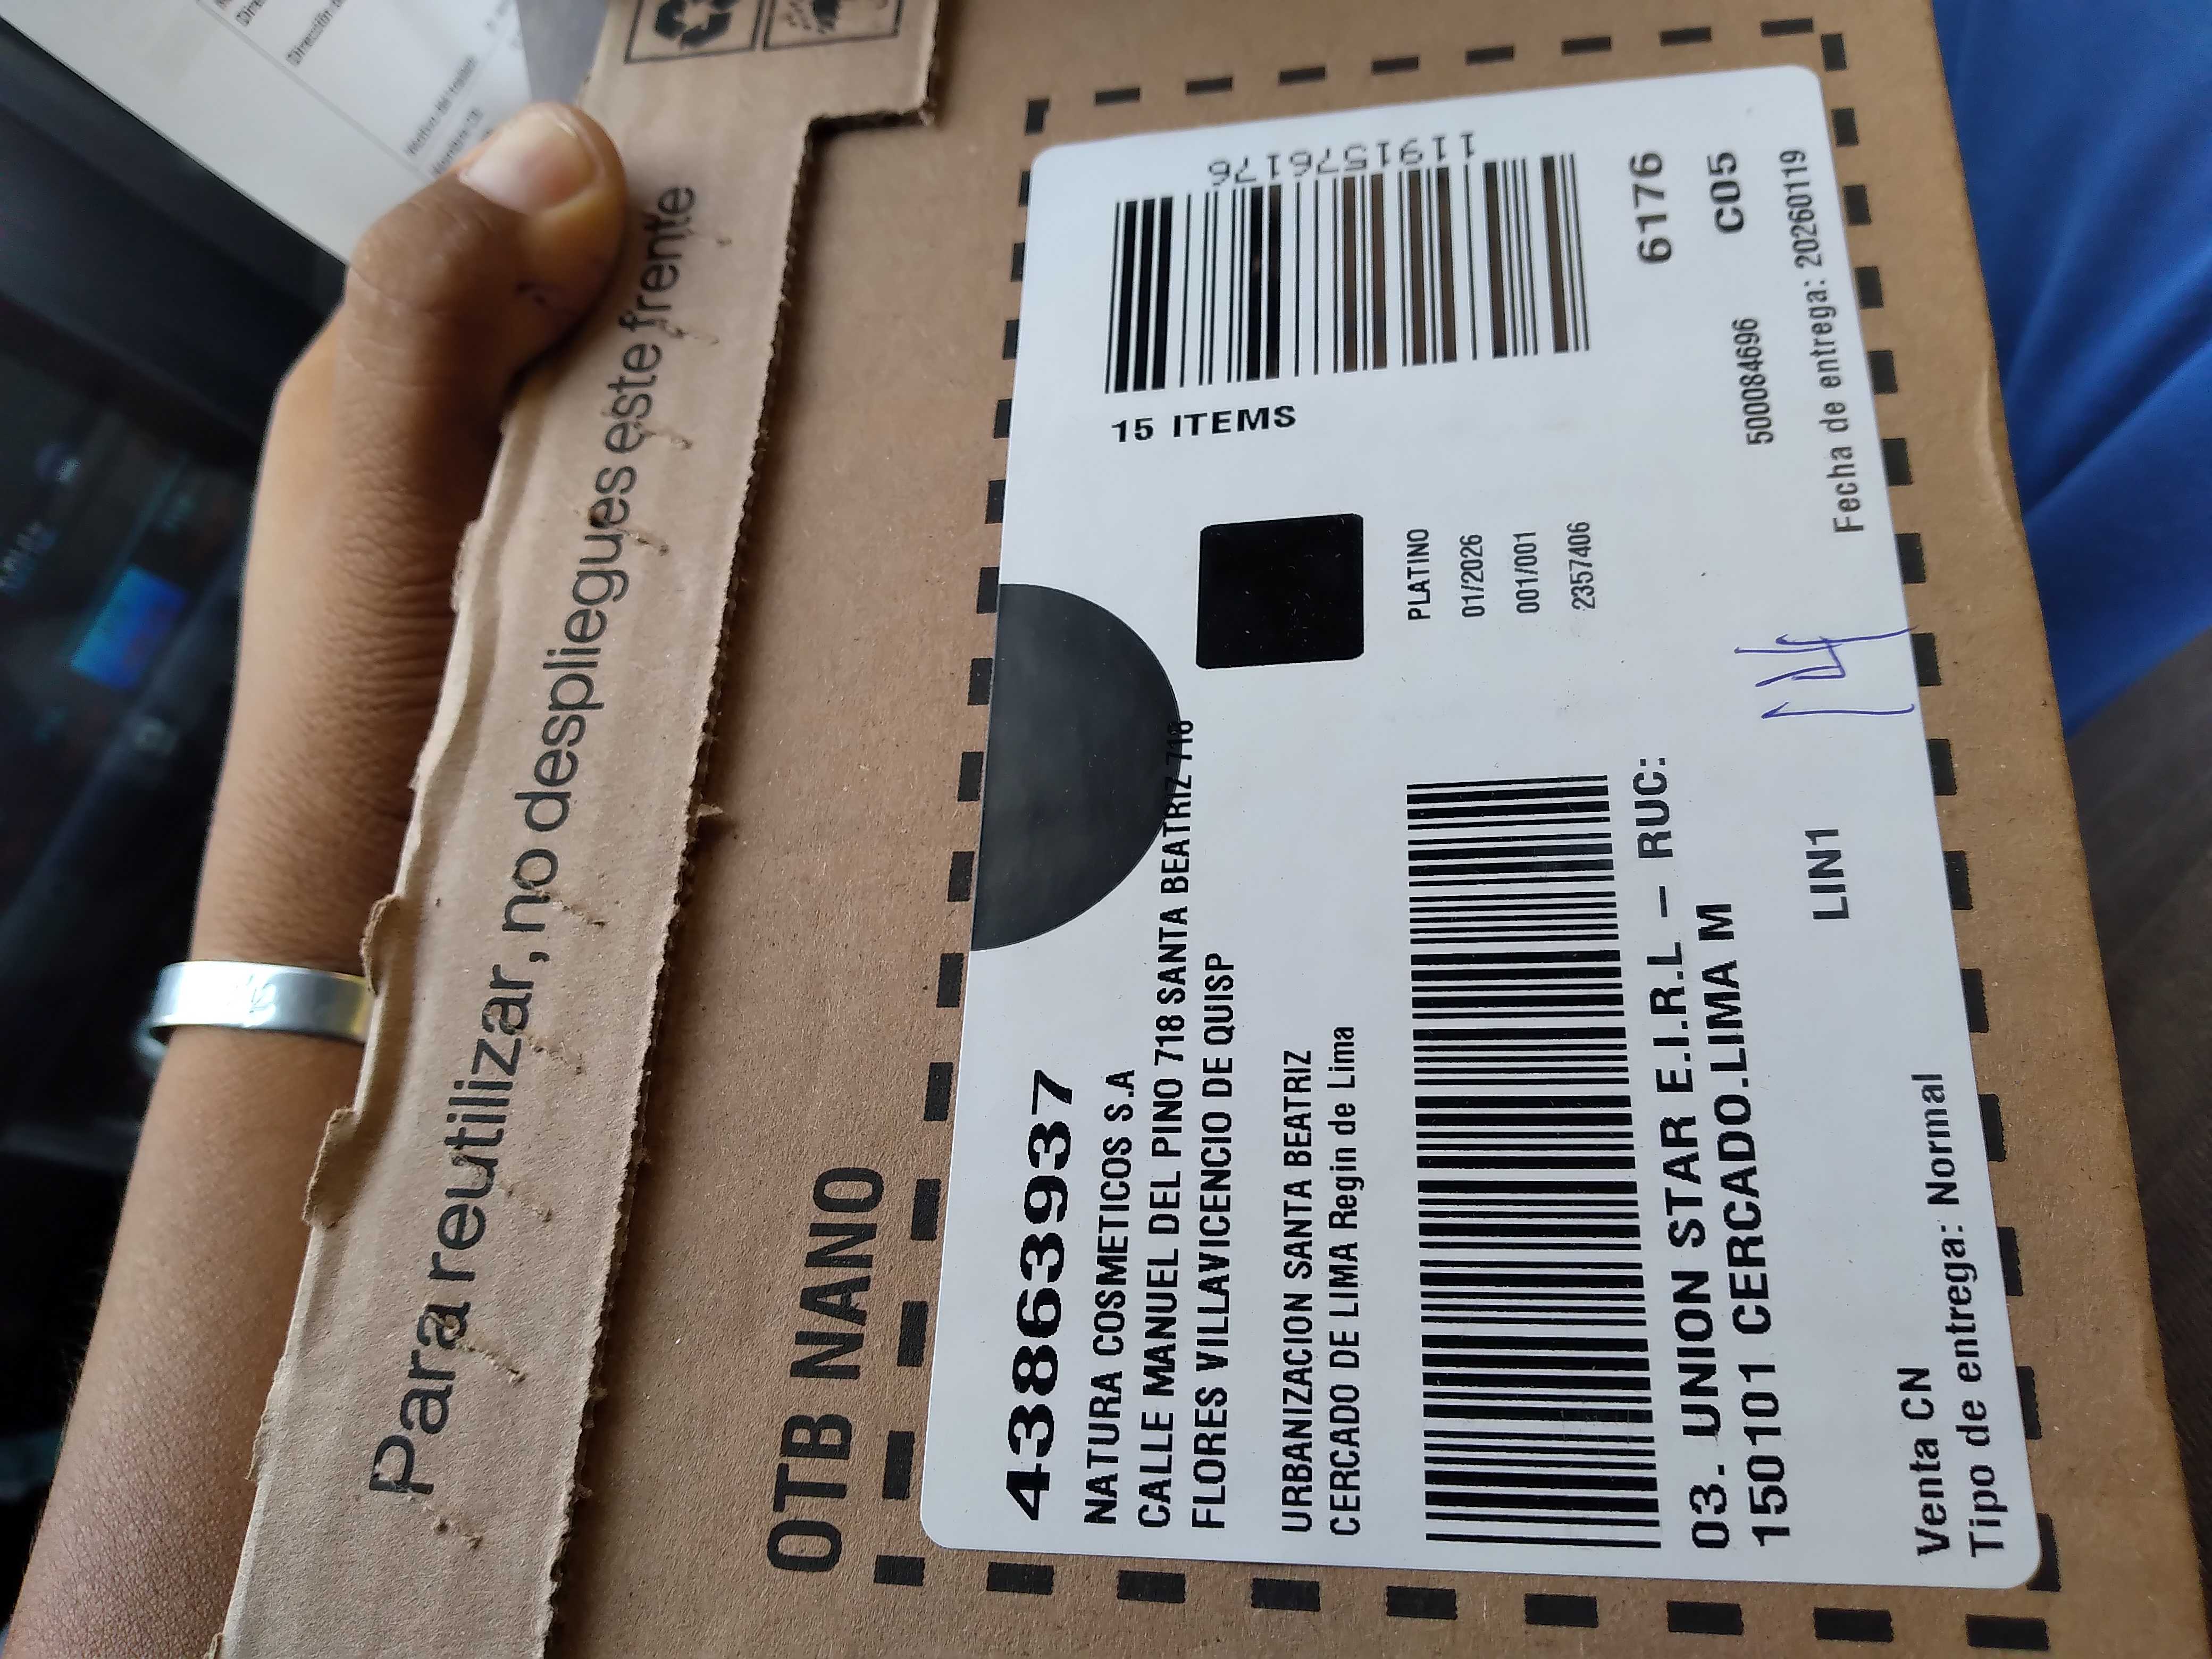 Para reutilizar, no despliegues este frente
OTB NANO
43863937
NATURA COSMETICOS S.A
CALLE MANUEL DEL PINO 718 SANTA BEATRIZ 718
FLORES VILLAVICENCIO DE QUISP
URBANIZACION SANTA BEATRIZ
CERCADO DE LIMA Regin de Lima
15 ITEMS
1191576176
PLATINO
01/2026
001/001
2357406
6176
C05
03. UNION STAR E.I.R.L – RUC:
150101 CERCADO.LIMA M
500084696
LIN1
14
Fecha de entrega: 20260119
Venta CN
Tipo de entrega: Normal